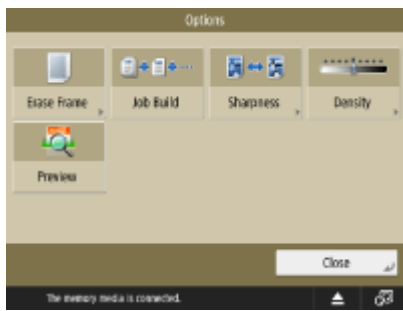 Options
Erase Frame
Job Build
Sharpness
Density
Preview
Close
The memory media is connected.